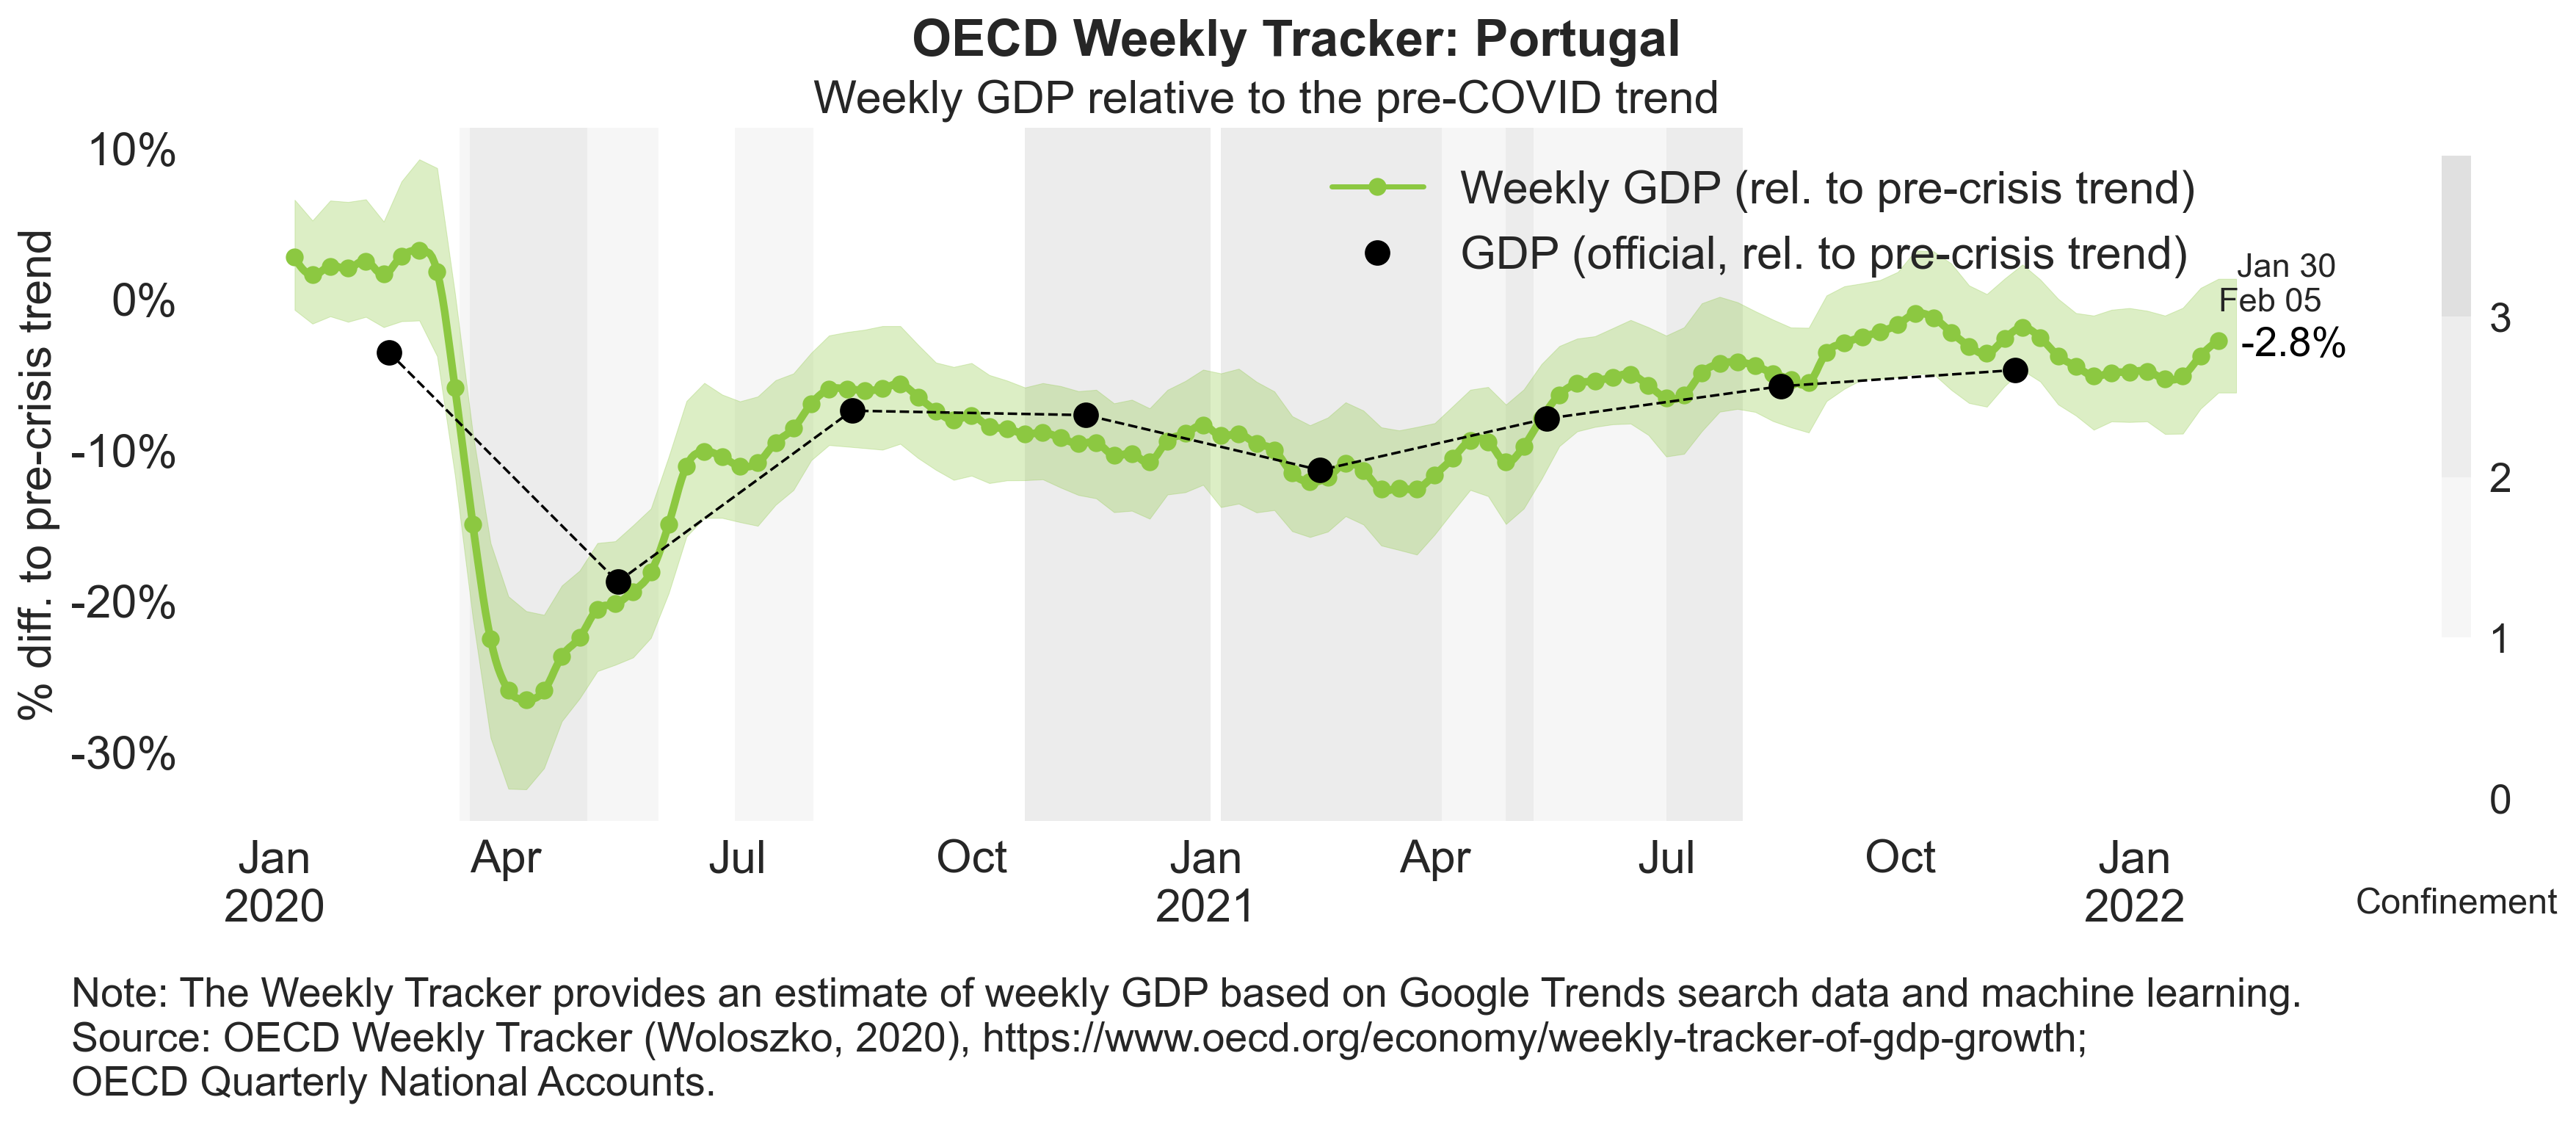 OECD Weekly Tracker: Portugal
Weekly GDP relative to the pre-COVID trend
% diff. to pre-crisis trend
10%
0%
-10%
-20%
-30%
Weekly GDP (rel. to pre-crisis trend)
GDP (official, rel. to pre-crisis trend)
Jan 30
Feb 05
-2.8%
3
2
1
0
Jan Apr Jul Oct Jan Apr Jul Oct Jan
2020 2021 2022
Confinement
Note: The Weekly Tracker provides an estimate of weekly GDP based on Google Trends search data and machine learning.
Source: OECD Weekly Tracker (Woloszko, 2020), https://www.oecd.org/economy/weekly-tracker-of-gdp-growth;
OECD Quarterly National Accounts.